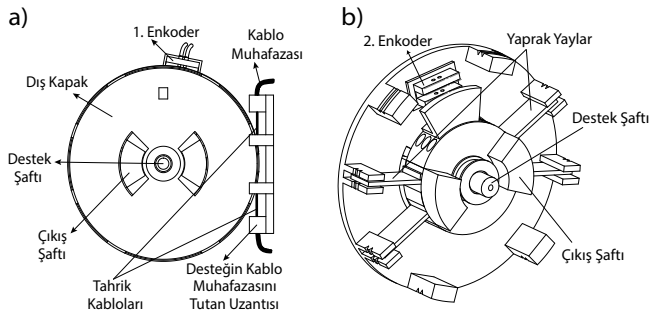 a)
1. Enkoder
Kablo
Muhafazası
Dış Kapak
Destek
Şaftı
Çıkış
Şaftı
Tahrik
Kabloları
Desteğin Kablo
Muhafazasını
Tutan Uzantısı
b)
2. Enkoder
Yaprak Yaylar
Destek Şaftı
Çıkış Şaftı